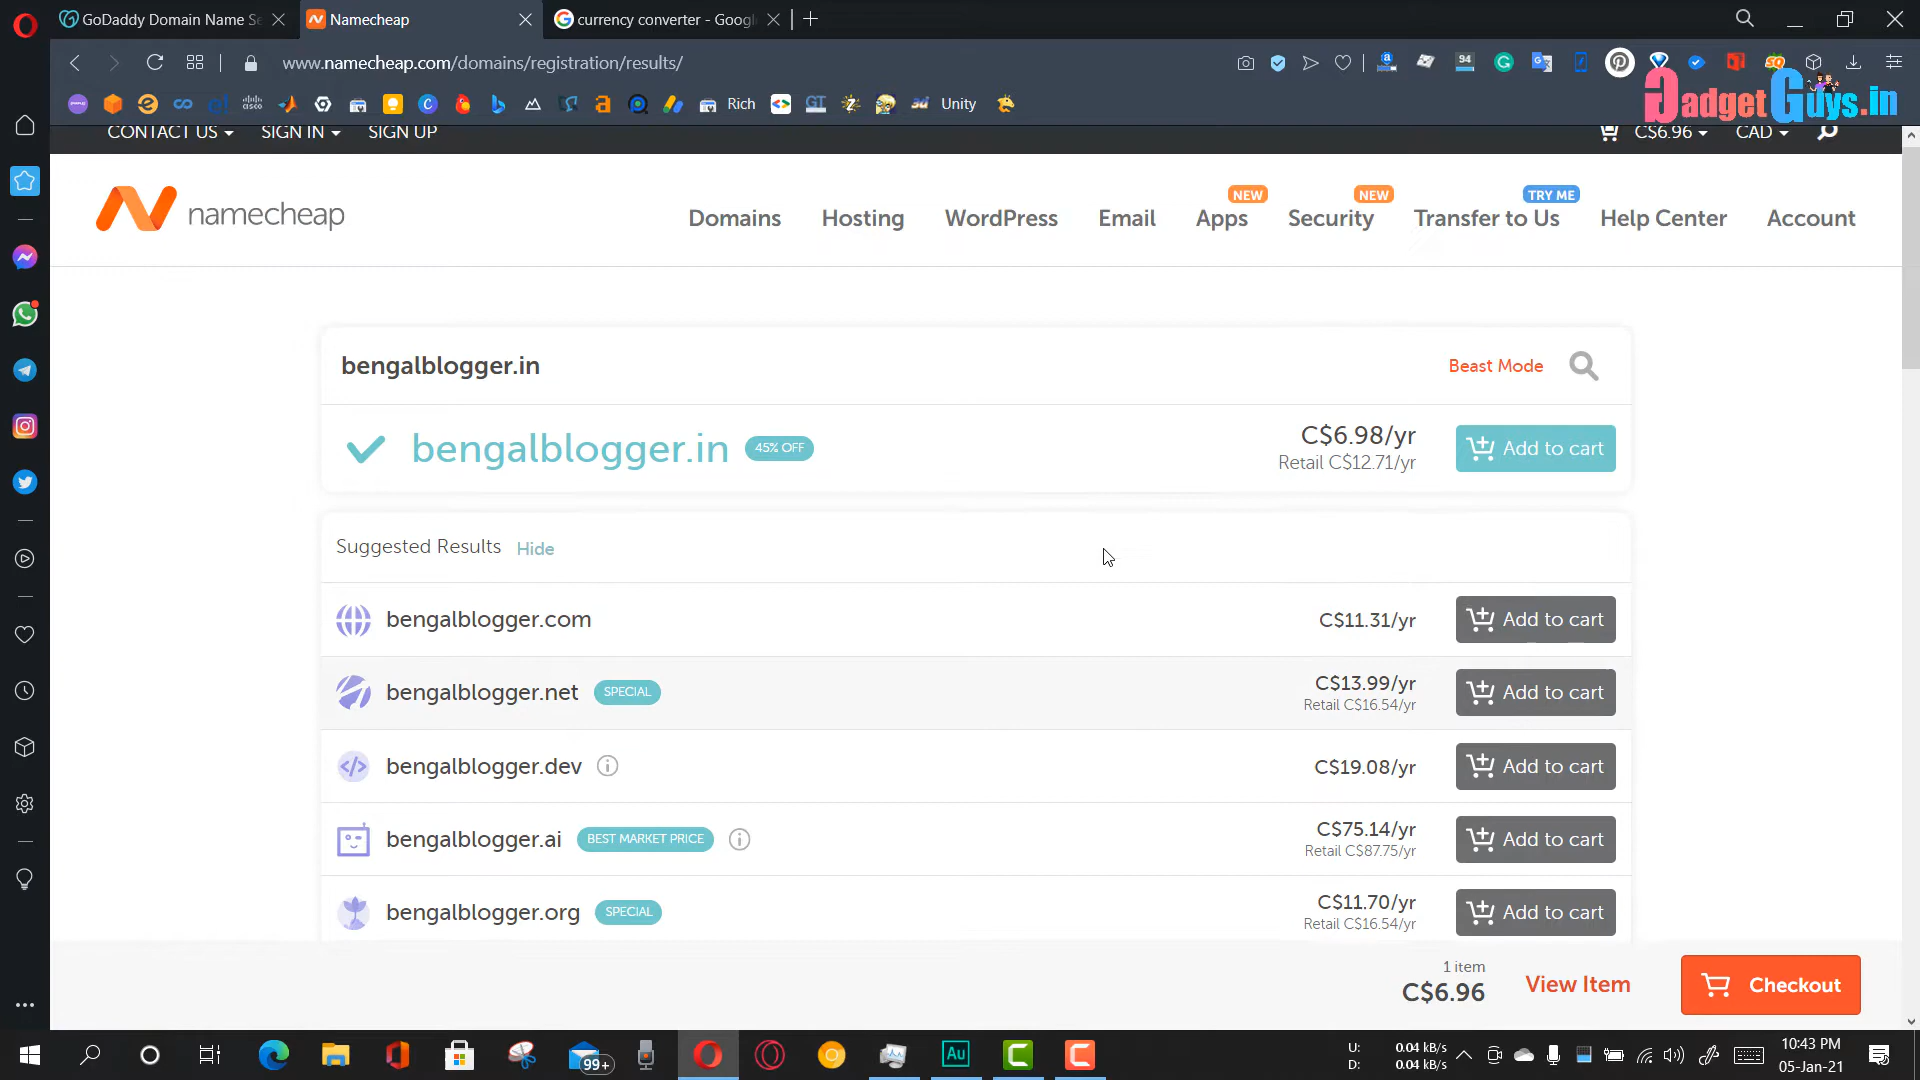 GoDaddy Domain Name Se
Namecheap
currency converter - Googl
www.namecheap.com/domains/registration/results/
94
Rich
GT
Unity
GadgetGuys.in
CONTACT US
SIGN IN
SIGN UP
C$6.96
CAD
namecheap
Domains
Hosting
WordPress
Email
Apps
NEW
Security
NEW
Transfer to Us
TRY ME
Help Center
Account
bengalblogger.in
Beast Mode
bengalblogger.in
45% OFF
C$6.98/yr
Retail C$12.71/yr
Add to cart
Suggested Results
Hide
bengalblogger.com
C$11.31/yr
Add to cart
bengalblogger.net
SPECIAL
C$13.99/yr
Retail C$16.54/yr
Add to cart
bengalblogger.dev
C$19.08/yr
Add to cart
bengalblogger.ai
BEST MARKET PRICE
C$75.14/yr
Retail C$87.75/yr
Add to cart
bengalblogger.org
SPECIAL
C$11.70/yr
Retail C$16.54/yr
Add to cart
1 item
C$6.96
View Item
Checkout
99+
Au
U: 0.04 kB/s
D: 0.04 kB/s
10:43 PM
05-Jan-21